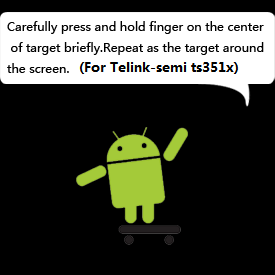 Carefully press and hold finger on the center
of target briefly.Repeat as the target around
the screen. (For Telink-semi ts351x)